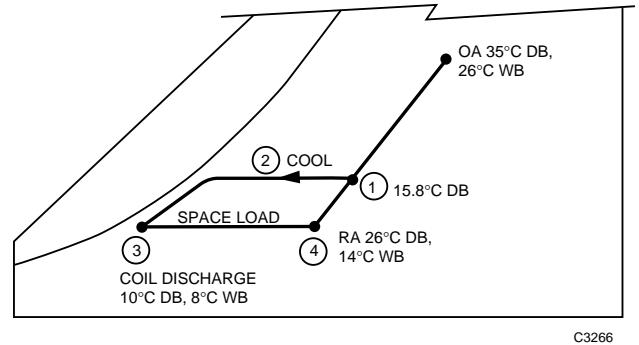 OA 35°C DB,
26°C WB
2 COOL
1 15.8°C DB
SPACE LOAD
3
4 RA 26°C DB,
14°C WB
COIL DISCHARGE
10°C DB, 8°C WB
C3266